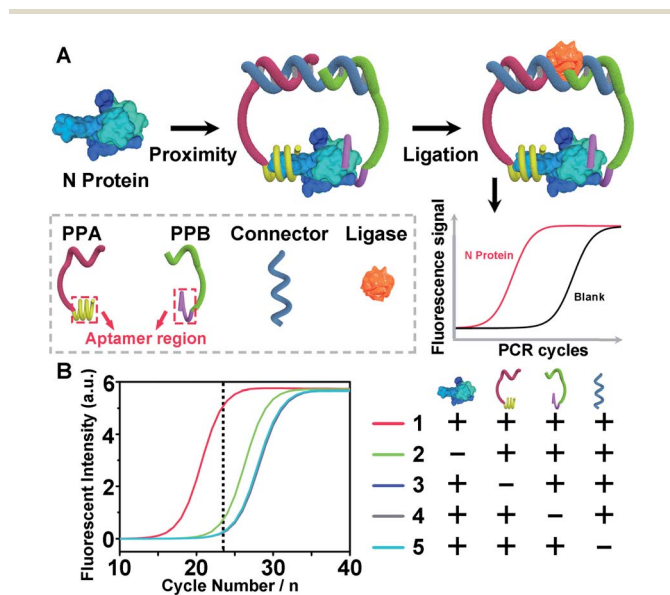 A
N Protein
Proximity
Ligation
PPA PPB Connector Ligase
Aptamer region
Fluorescence signal
N Protein
Blank
PCR cycles
B
Fluorescent Intensity (a.u.)
6
4
2
0
10 20 30 40
Cycle Number / n
1 + + + +
2 − + + +
3 + − + +
4 + + − +
5 + + + −